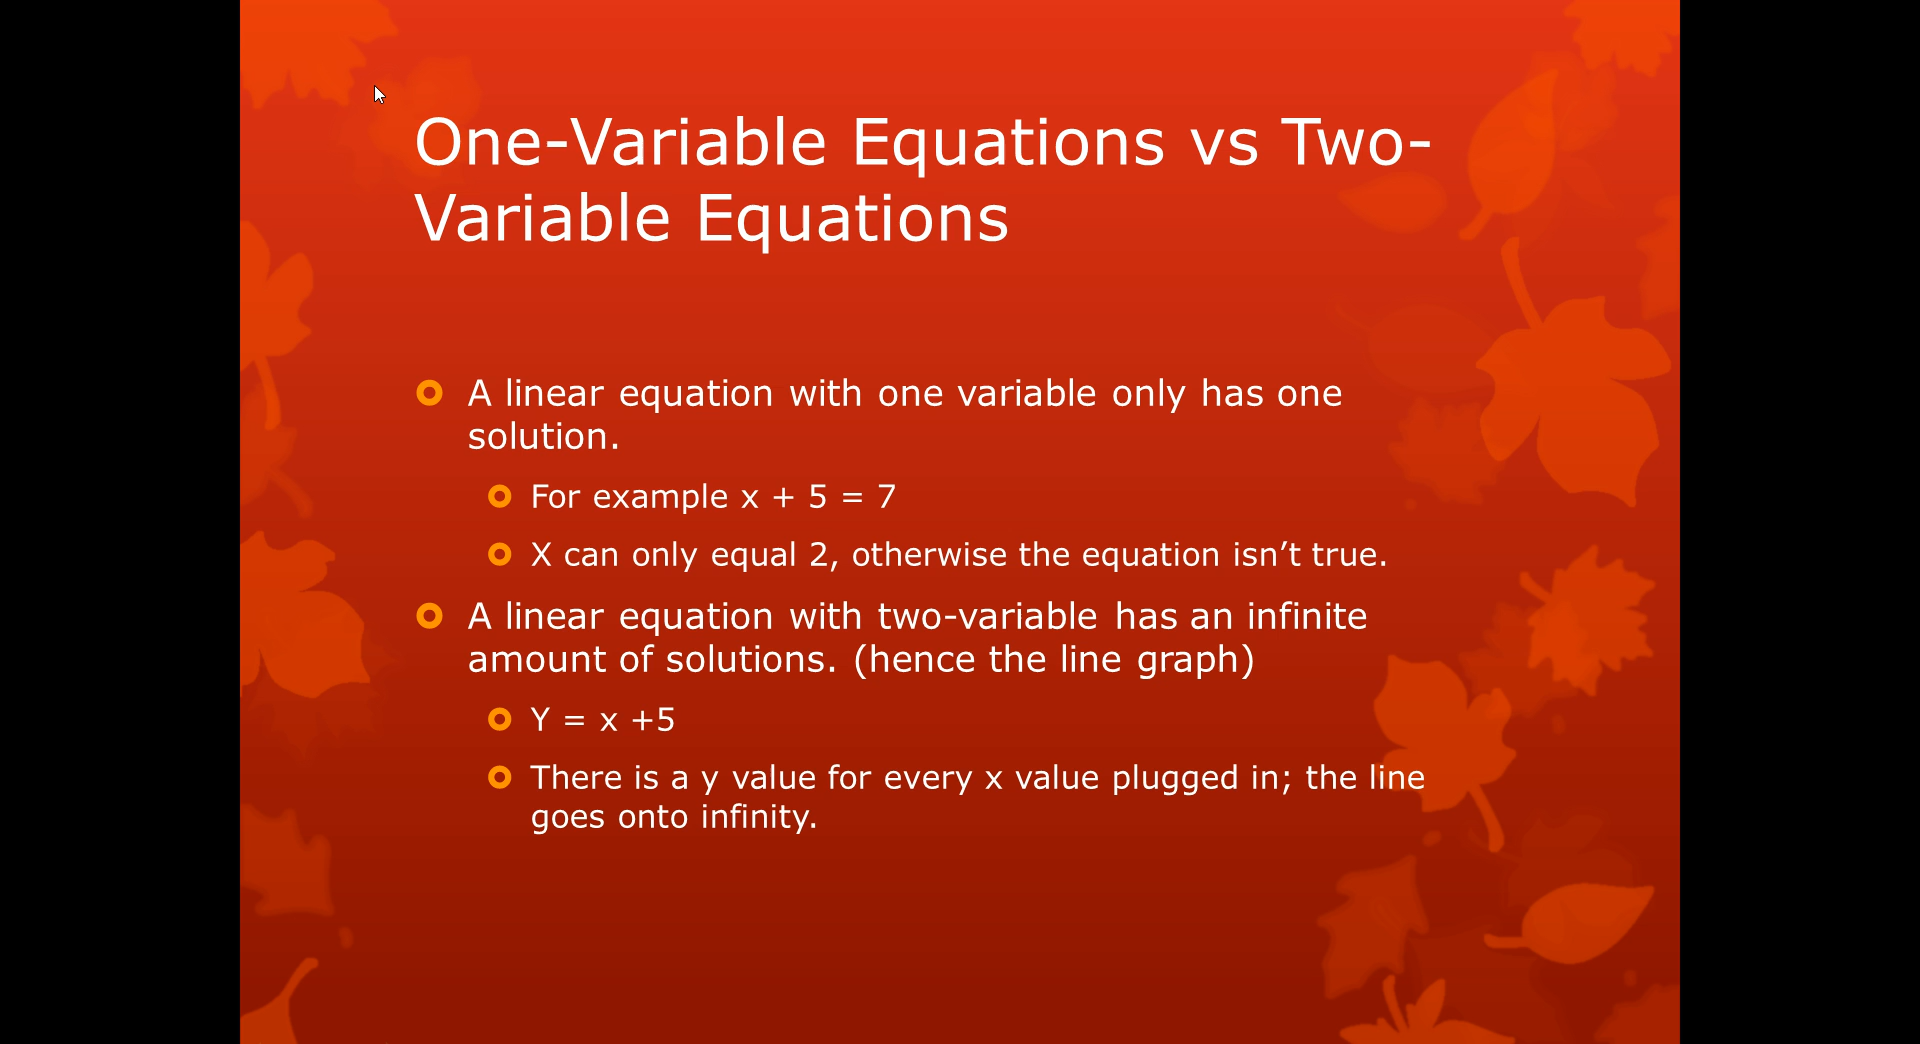 One-Variable Equations vs Two-
Variable Equations
A linear equation with one variable only has one
solution.
For example x + 5 = 7
X can only equal 2, otherwise the equation isn’t true.
A linear equation with two-variable has an infinite
amount of solutions. (hence the line graph)
Y = x +5
There is a y value for every x value plugged in; the line
goes onto infinity.